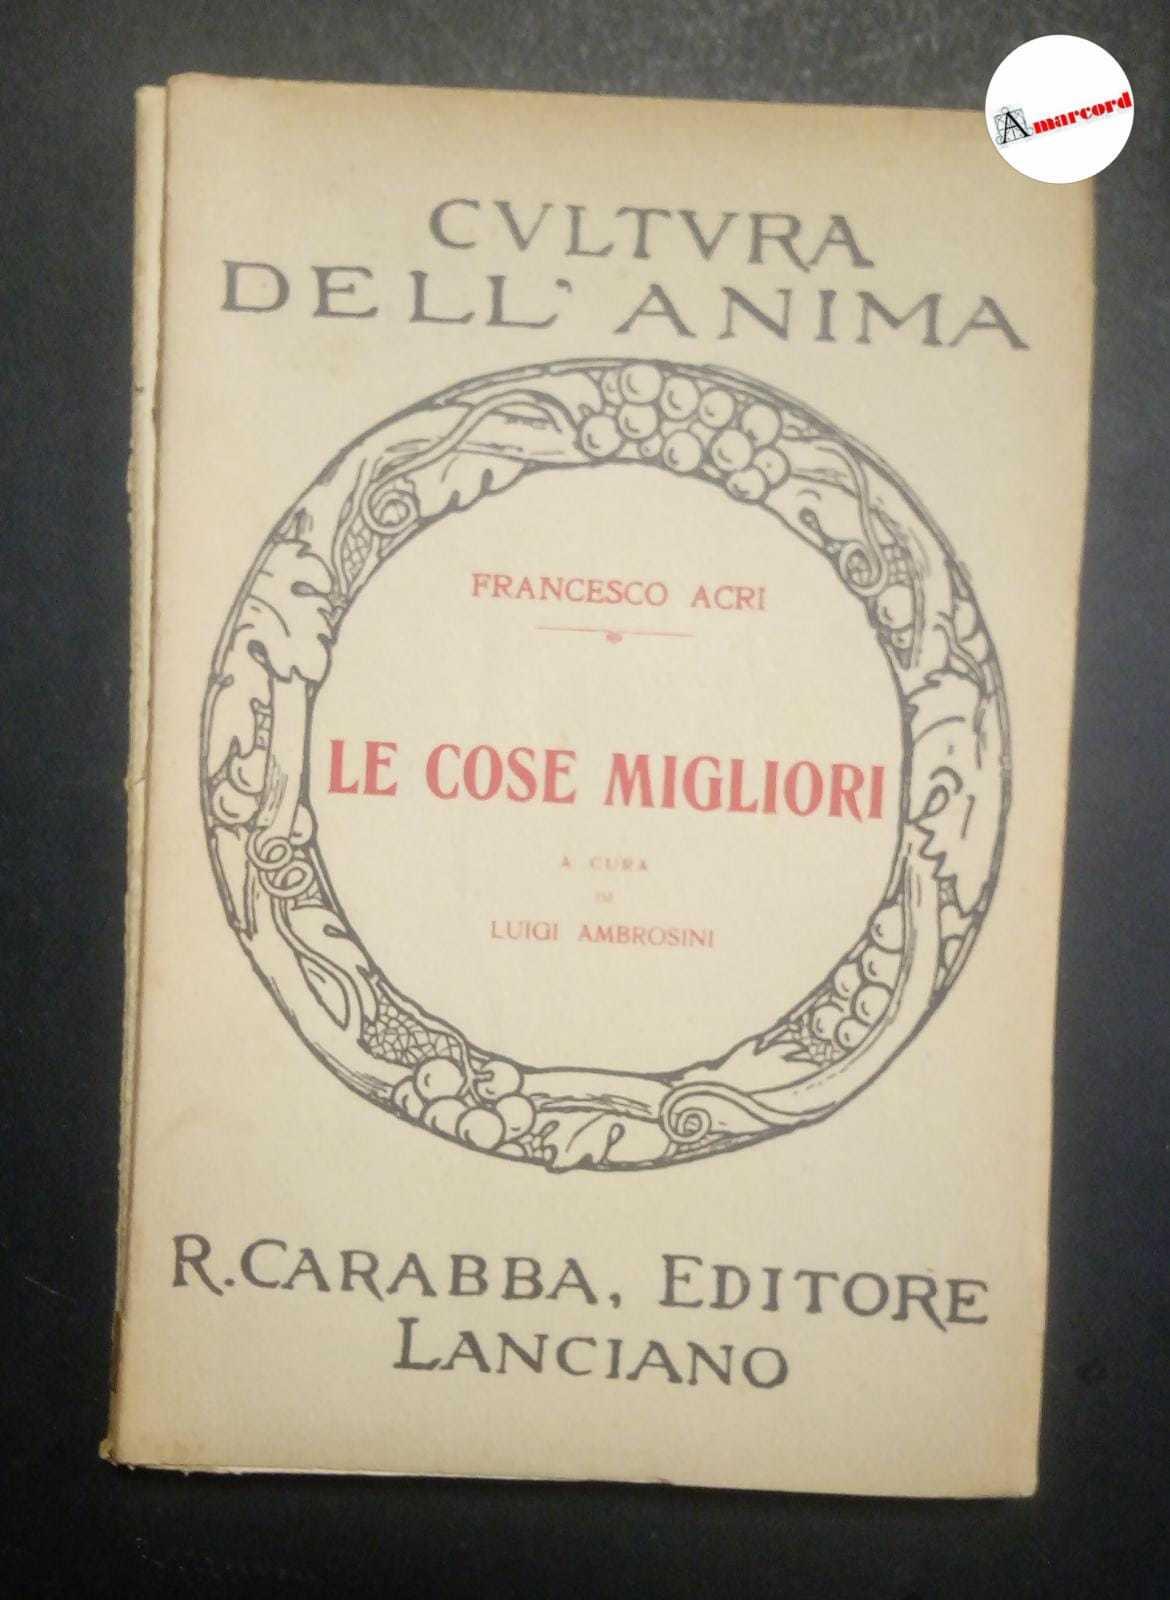 Amarcord
CVLTVRA
DELL' ANIMA
FRANCESCO ACRI
LE COSE MIGLIORI
A CURA
DI
LUIGI AMBROSINI
R. CARABBA, EDITORE
LANCIANO